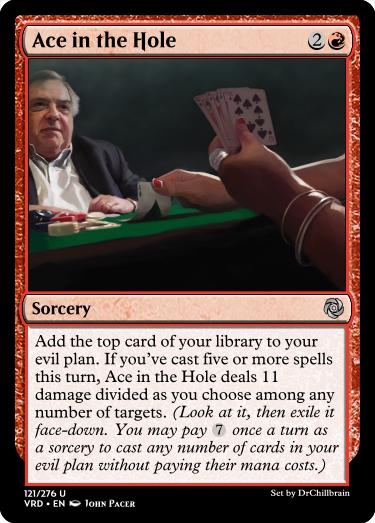 Ace in the Hole 2
Sorcery
Add the top card of your library to your
evil plan. If you've cast five or more spells
this turn, Ace in the Hole deals 11
damage divided as you choose among any
number of targets. (Look at it, then exile it
face-down. You may pay 7 once a turn as
a sorcery to cast any number of cards in your
evil plan without paying their mana costs.)
121/276 U
VRD • EN JOHN PACER
Set by DrChillbrain